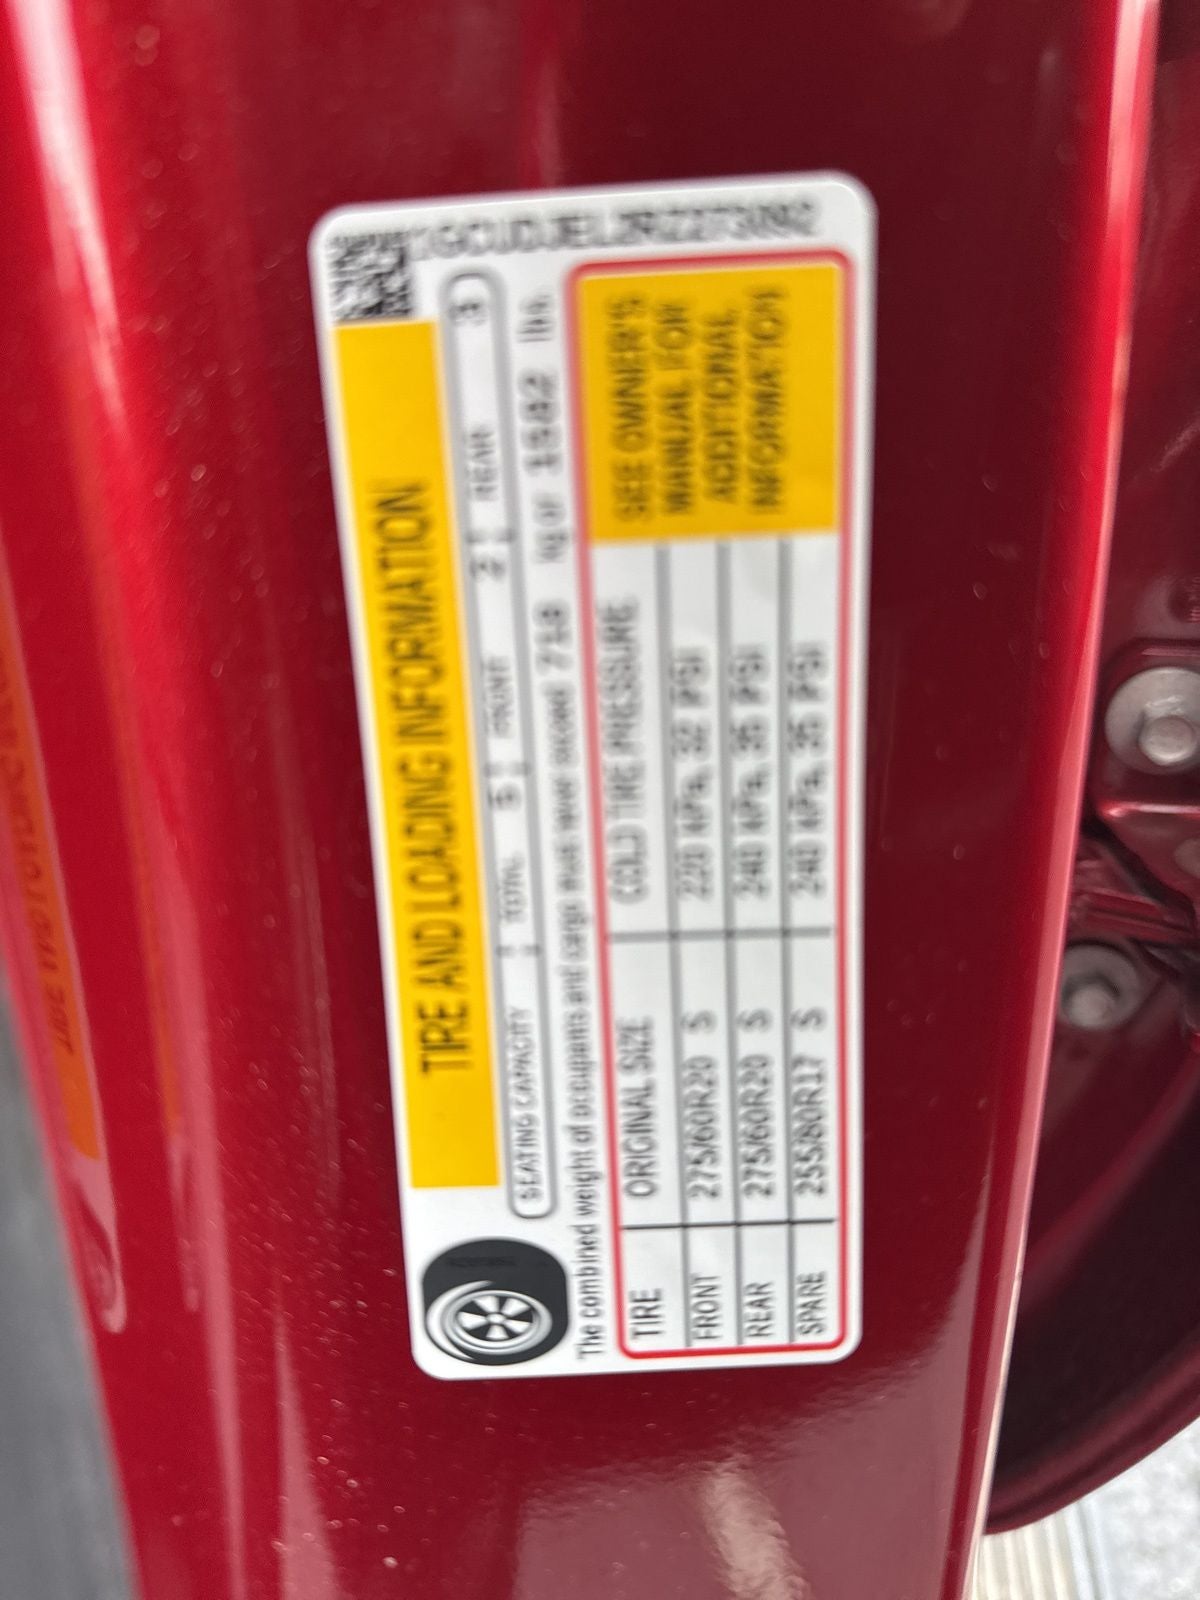 TIRE AND LOADING INFORMATION
SEATING CAPACITY TOTAL 5 FRONT 2 REAR 3
The combined weight of occupants and cargo should never exceed 718 kg or 1582 lbs.
TIRE ORIGINAL SIZE COLD TIRE PRESSURE
FRONT 275/60R20 S 220 kPa, 32 PSI
REAR 275/60R20 S 240 kPa, 35 PSI
SPARE 255/80R17 S 240 kPa, 35 PSI
SEE OWNER'S
MANUAL FOR
ADDITIONAL
INFORMATION